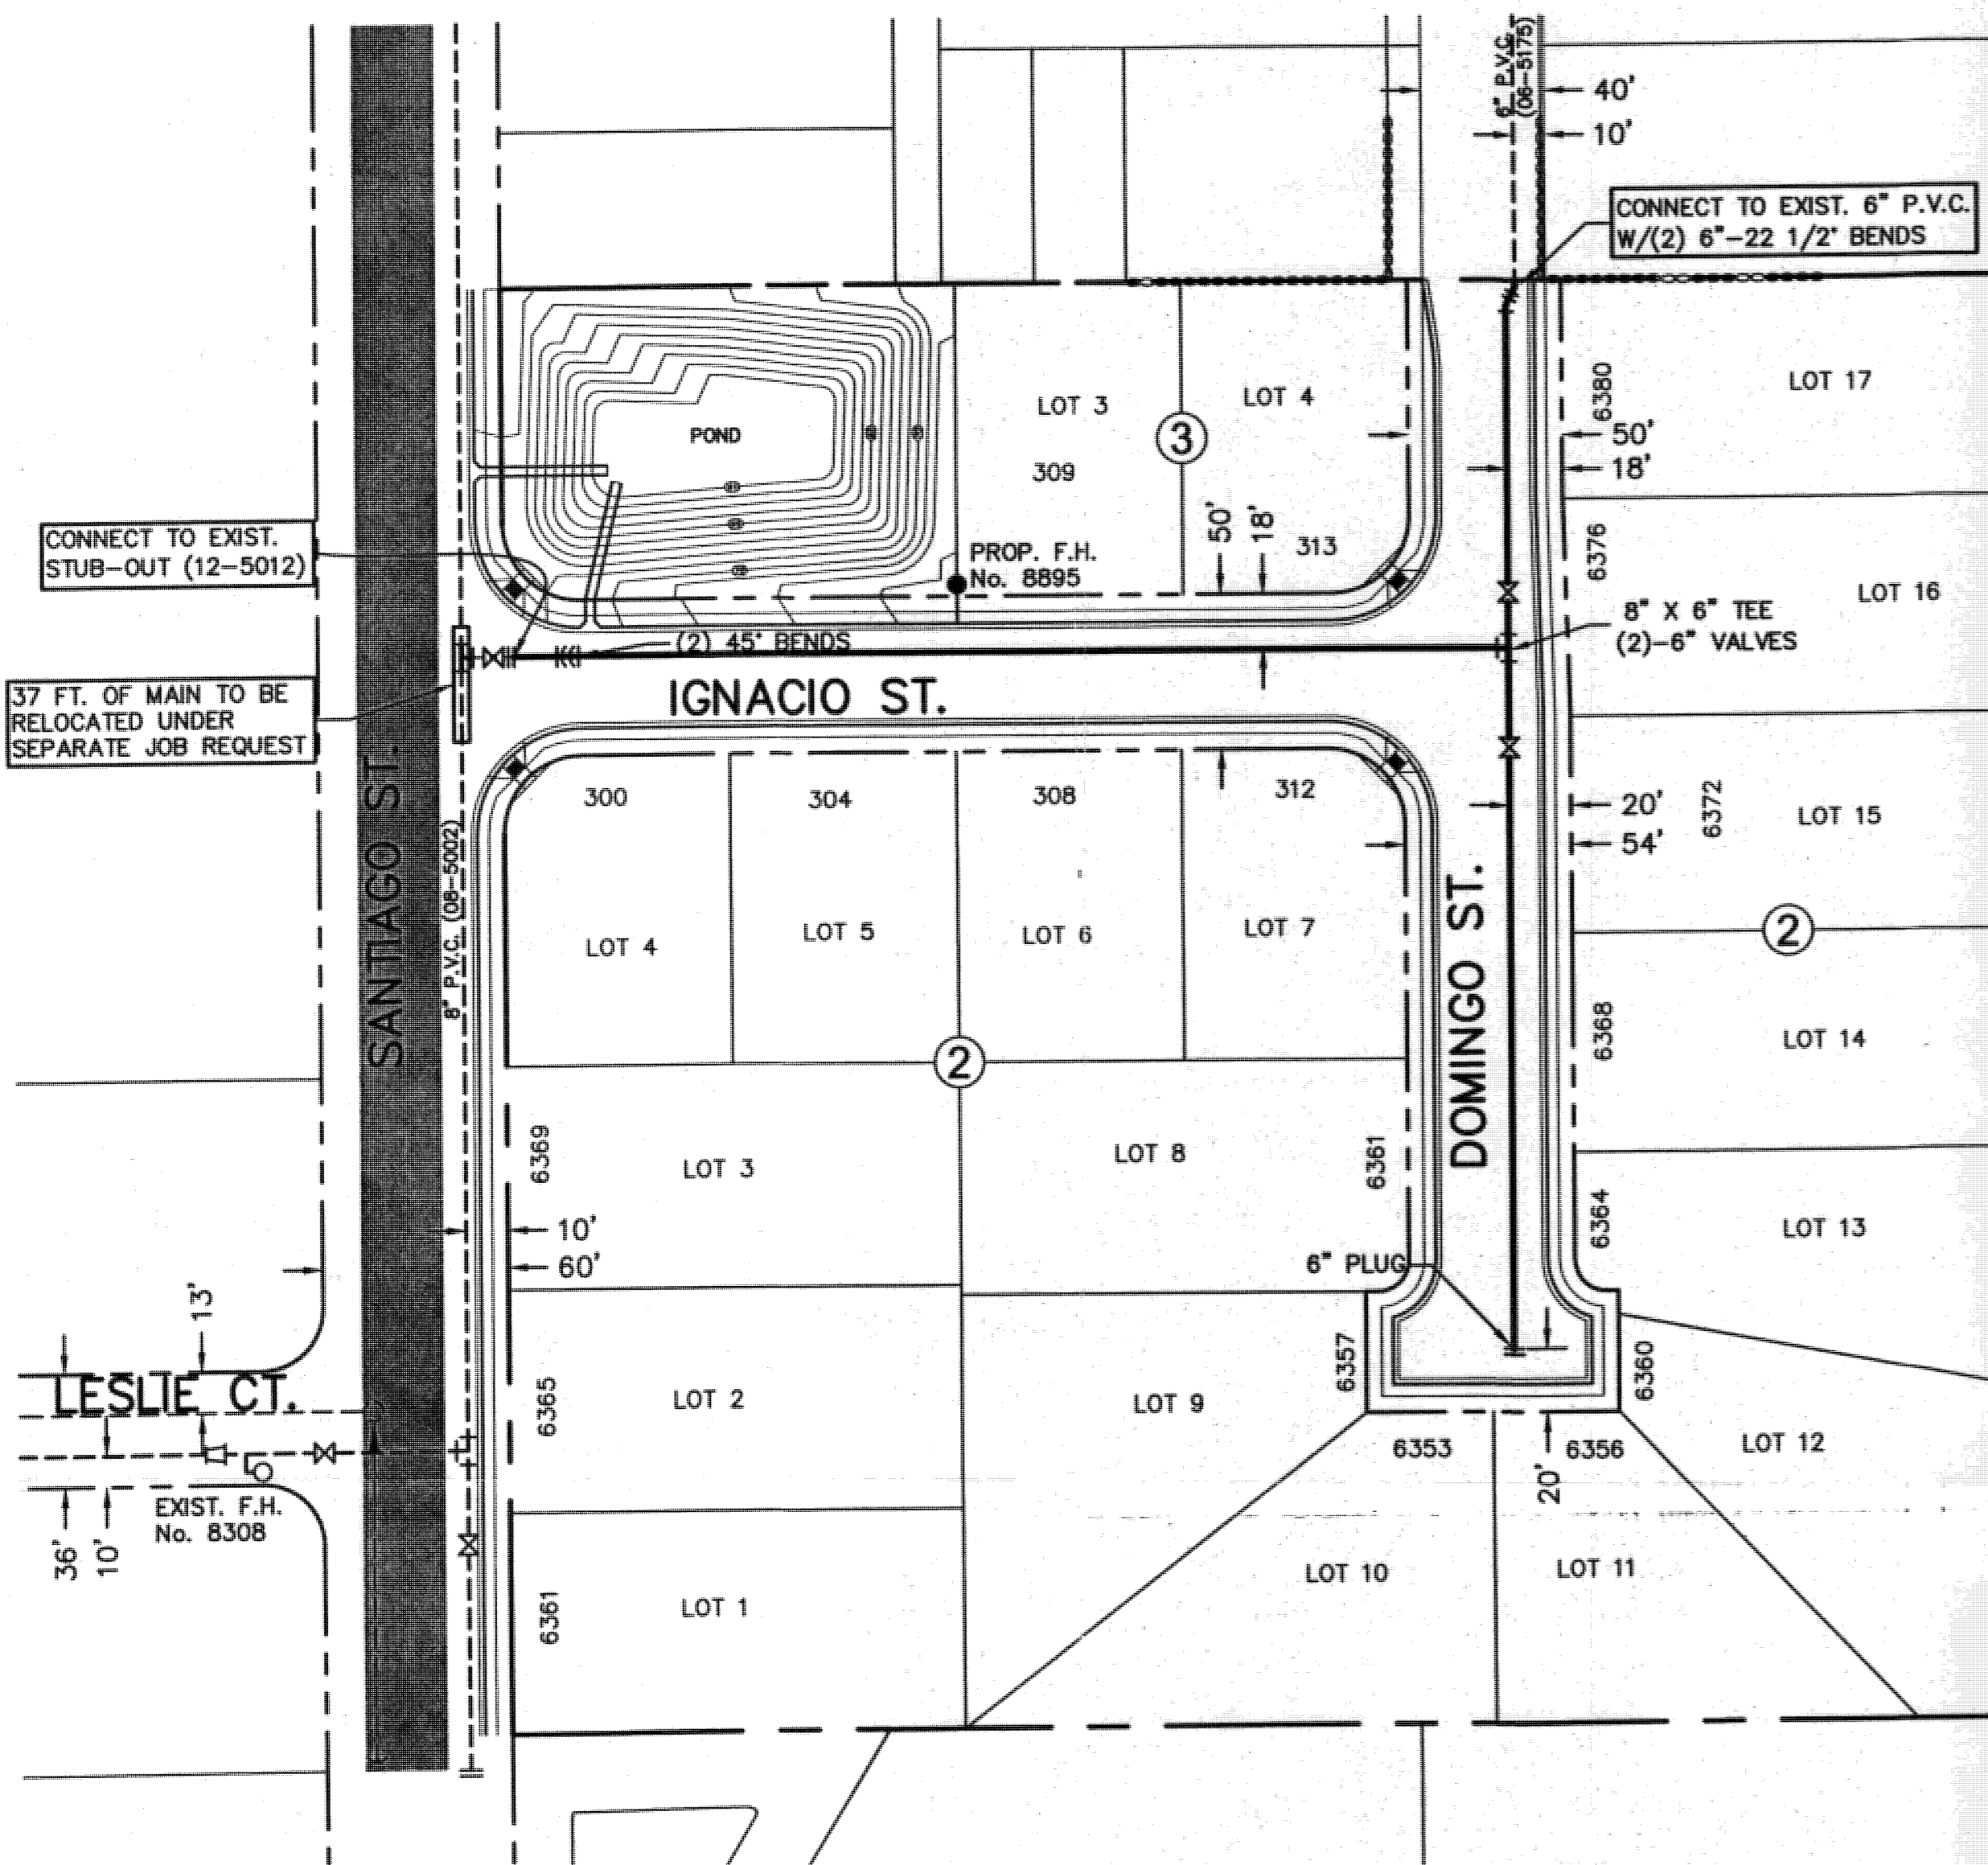 6" P.V.C.
(06-5175)
40'
10'
CONNECT TO EXIST. 6" P.V.C.
W/(2) 6"-22 1/2° BENDS
POND
LOT 3
309
3
LOT 4
313
50'
18'
6380
LOT 17
50'
18'
6376
LOT 16
CONNECT TO EXIST.
STUB-OUT (12-5012)
PROP. F.H.
No. 8895
(2) 45° BENDS
8" X 6" TEE
(2)-6" VALVES
37 FT. OF MAIN TO BE
RELOCATED UNDER
SEPARATE JOB REQUEST
IGNACIO ST.
SANTIAGO ST.
8" P.V.C. (08-5002)
300
304
308
312
LOT 4
LOT 5
LOT 6
LOT 7
2
20'
54'
6372
LOT 15
2
DOMINGO ST.
6368
LOT 14
6369
LOT 3
LOT 8
6361
6364
LOT 13
10'
60'
6" PLUG
13'
LESLIE CT.
6365
LOT 2
LOT 9
6357
6360
6353
6356
20'
LOT 12
EXIST. F.H.
No. 8308
36'
10'
6361
LOT 1
LOT 10
LOT 11